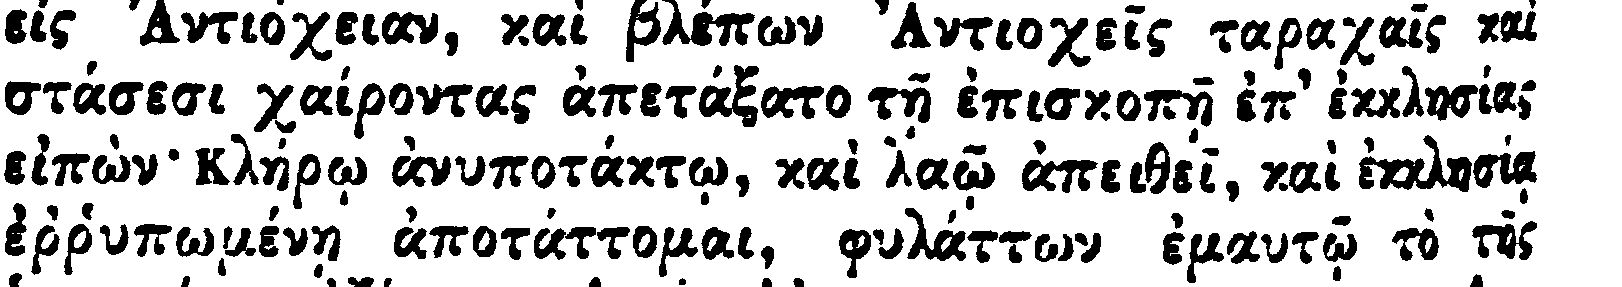 εἰς Ἀντιόχειαν, καὶ βλέπων Ἀντιοχεῖς ταραχαῖς καὶ
στάσεσι χαίροντας ἀπετάξατο τῇ ἐπισκοπῇ ἐπ’ ἐκκλησίας
εἰπὼν· Κλήρῳ ἀνυποτάκτῳ, καὶ λαῷ ἀπειθεῖ, καὶ ἐκκλησίᾳ
ἐῤῥυπωμένῃ ἀποτάττομαι, φυλάττων ἐμαυτῷ τὸ τῆς